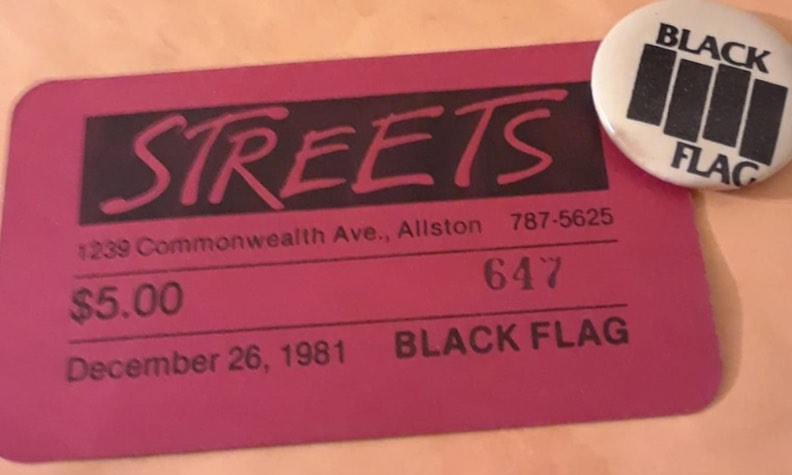 STREETS
1239 Commonwealth Ave., Allston 787-5625
$5.00 647
December 26, 1981 BLACK FLAG
BLACK
FLAG